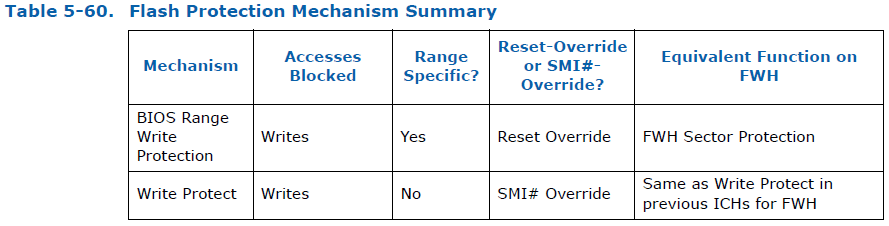 Table 5-60. Flash Protection Mechanism Summary
Mechanism
Accesses
Blocked
Range
Specific?
Reset-Override
or SMI#-
Override?
Equivalent Function on
FWH
BIOS Range
Write
Protection
Writes
Yes
Reset Override
FWH Sector Protection
Write Protect
Writes
No
SMI# Override
Same as Write Protect in
previous ICHs for FWH